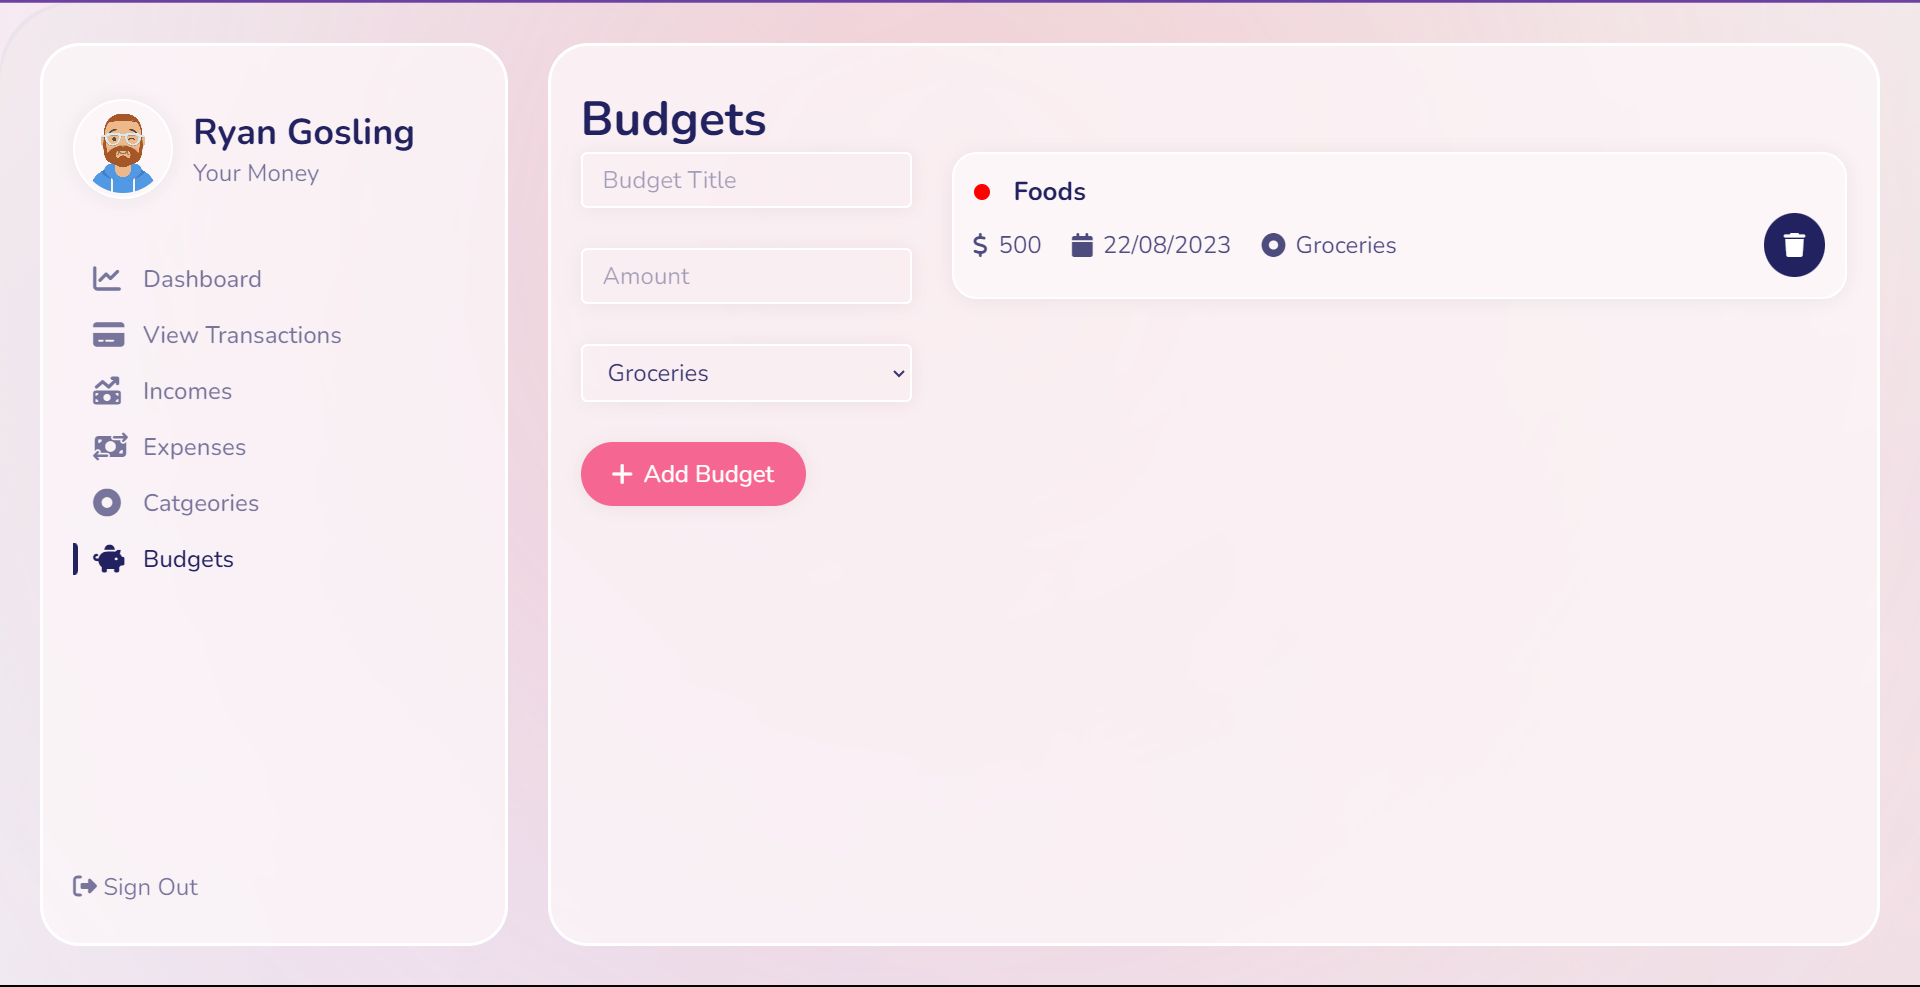 Ryan Gosling
Your Money
Dashboard
View Transactions
Incomes
Expenses
Catgeories
Budgets
Sign Out
Budgets
Budget Title
Amount
Groceries
Add Budget
Foods
500 22/08/2023 Groceries